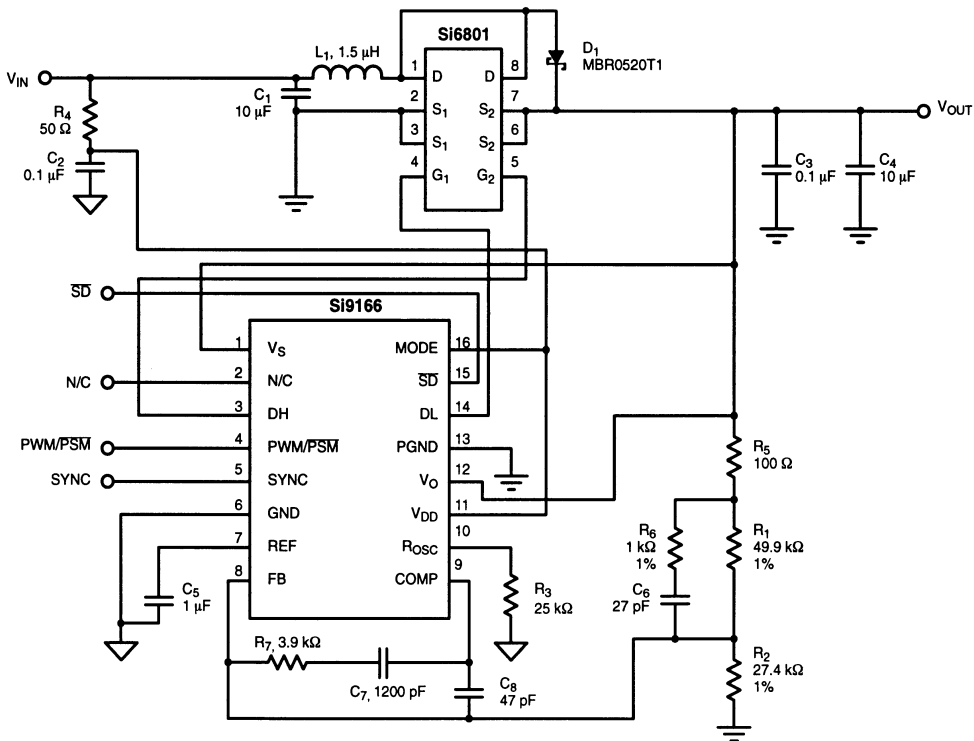 Si6801
L1, 1.5 µH
D1
MBR0520T1
VIN
1 D D 8
C1
10 µF
2 S1 S2 7
R4
50 Ω
3 S1 S2 6
VOUT
C2
0.1 µF
4 G1 G2 5
C3
0.1 µF
C4
10 µF
SD
Si9166
1 VS MODE 16
N/C 2 N/C SD 15
3 DH DL 14
PWM/PSM 4 PWM/PSM PGND 13
SYNC 5 SYNC VO 12
6 GND VDD 11
7 REF ROSC 10
8 FB COMP 9
R5
100 Ω
R6
1 kΩ
1%
R1
49.9 kΩ
1%
C5
1 µF
R3
25 kΩ
C6
27 pF
R7, 3.9 kΩ
C7, 1200 pF
C8
47 pF
R2
27.4 kΩ
1%